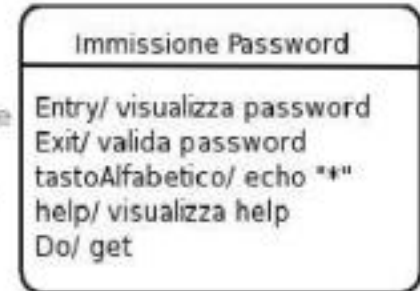 Immissione Password
Entry/ visualizza password
Exit/ valida password
tastoAlfabetico/ echo "*"
help/ visualizza help
Do/ get